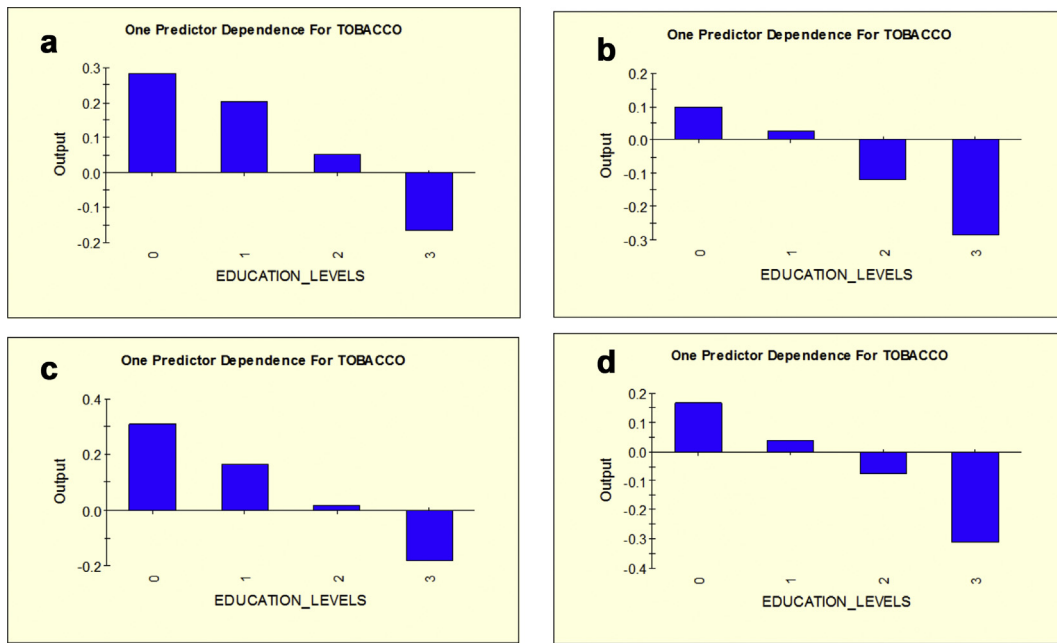 a
One Predictor Dependence For TOBACCO
0.3
0.2
0.1
0.0
-0.1
-0.2
Output
0 1 2 3
EDUCATION_LEVELS
b
One Predictor Dependence For TOBACCO
0.2
0.1
0.0
-0.1
-0.2
-0.3
Output
0 1 2 3
EDUCATION_LEVELS
c
One Predictor Dependence For TOBACCO
0.4
0.2
0.0
-0.2
Output
0 1 2 3
EDUCATION_LEVELS
d
One Predictor Dependence For TOBACCO
0.2
0.1
0.0
-0.1
-0.2
-0.3
-0.4
Output
0 1 2 3
EDUCATION_LEVELS